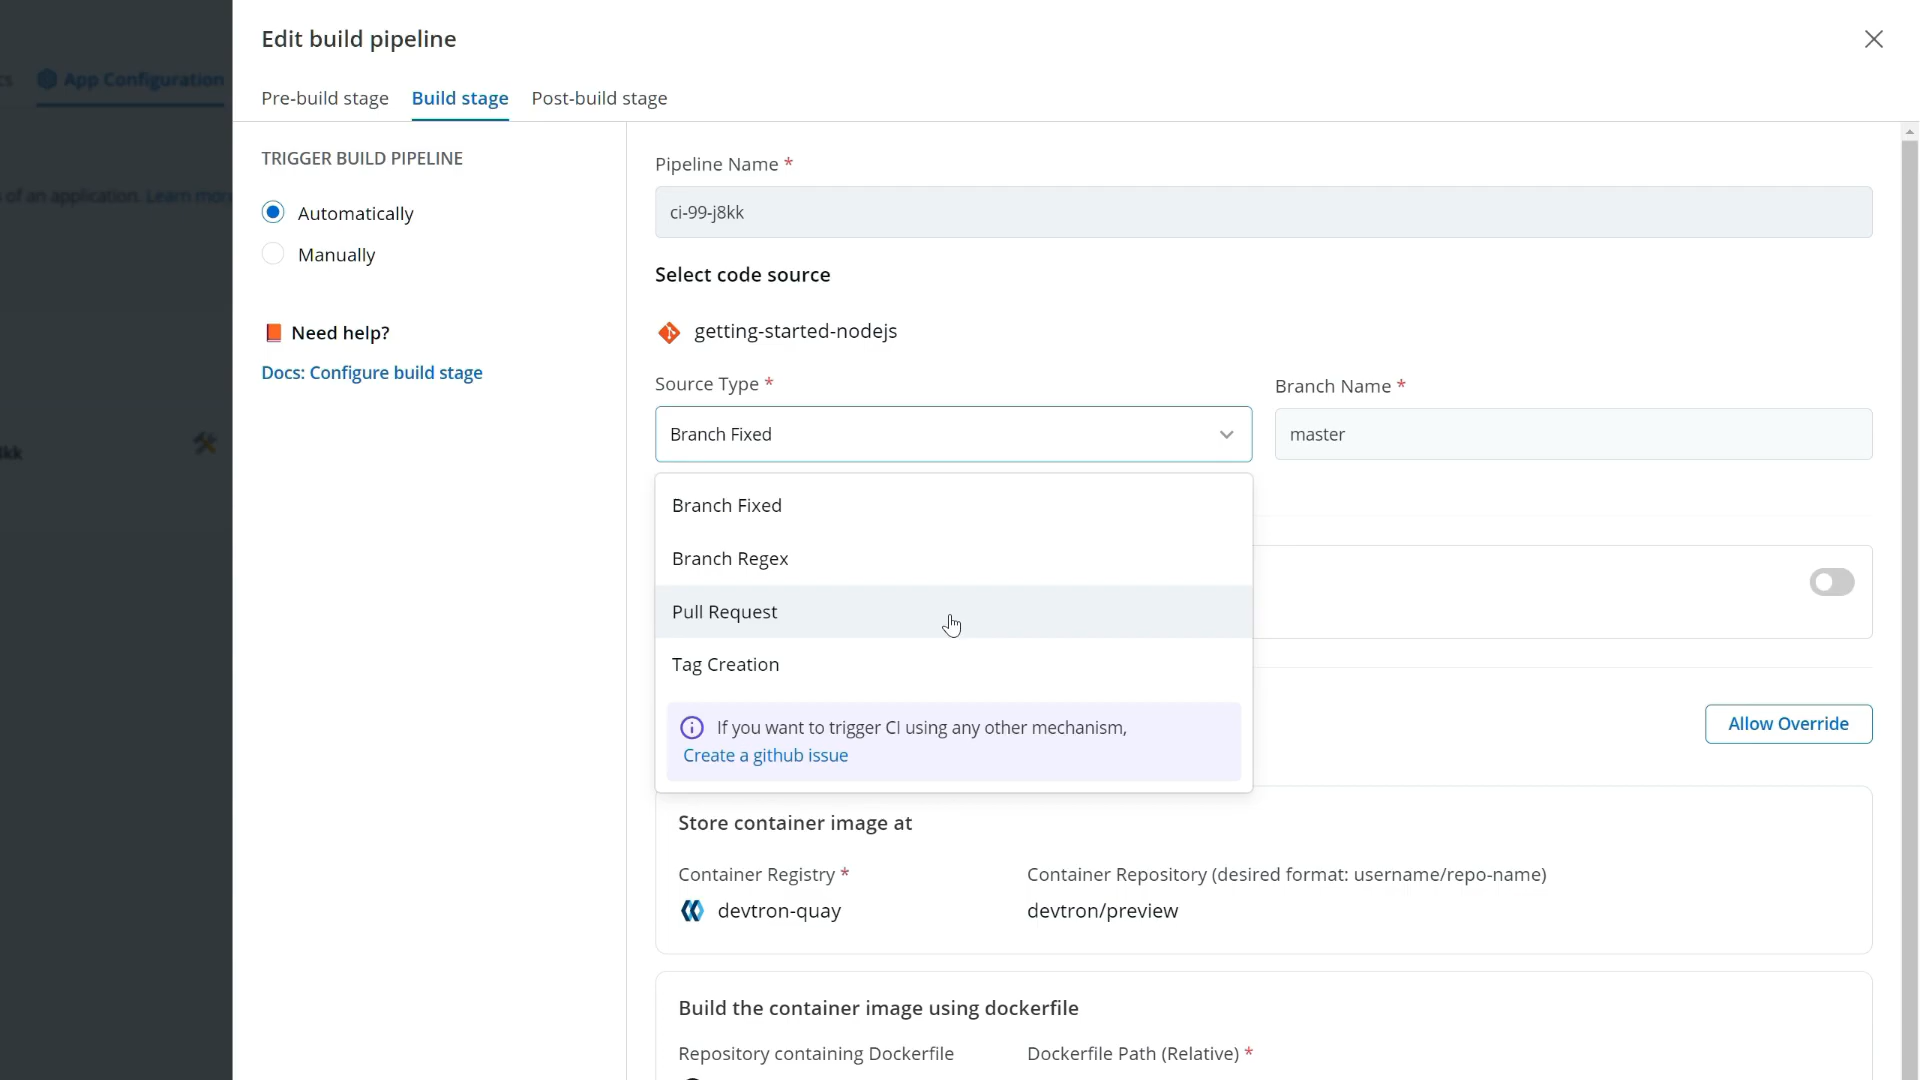 Edit build pipeline
App Configuration
Pre-build stage
Build stage
Post-build stage
TRIGGER BUILD PIPELINE
Automatically
Manually
Need help?
Docs: Configure build stage
of an application. Learn more
Pipeline Name *
ci-99-j8kk
Select code source
getting-started-nodejs
Source Type *
Branch Name *
Branch Fixed
master
Branch Fixed
Branch Regex
Pull Request
Tag Creation
If you want to trigger CI using any other mechanism,
Create a github issue
Allow Override
Store container image at
Container Registry *
Container Repository (desired format: username/repo-name)
devtron-quay
devtron/preview
Build the container image using dockerfile
Repository containing Dockerfile
Dockerfile Path (Relative) *